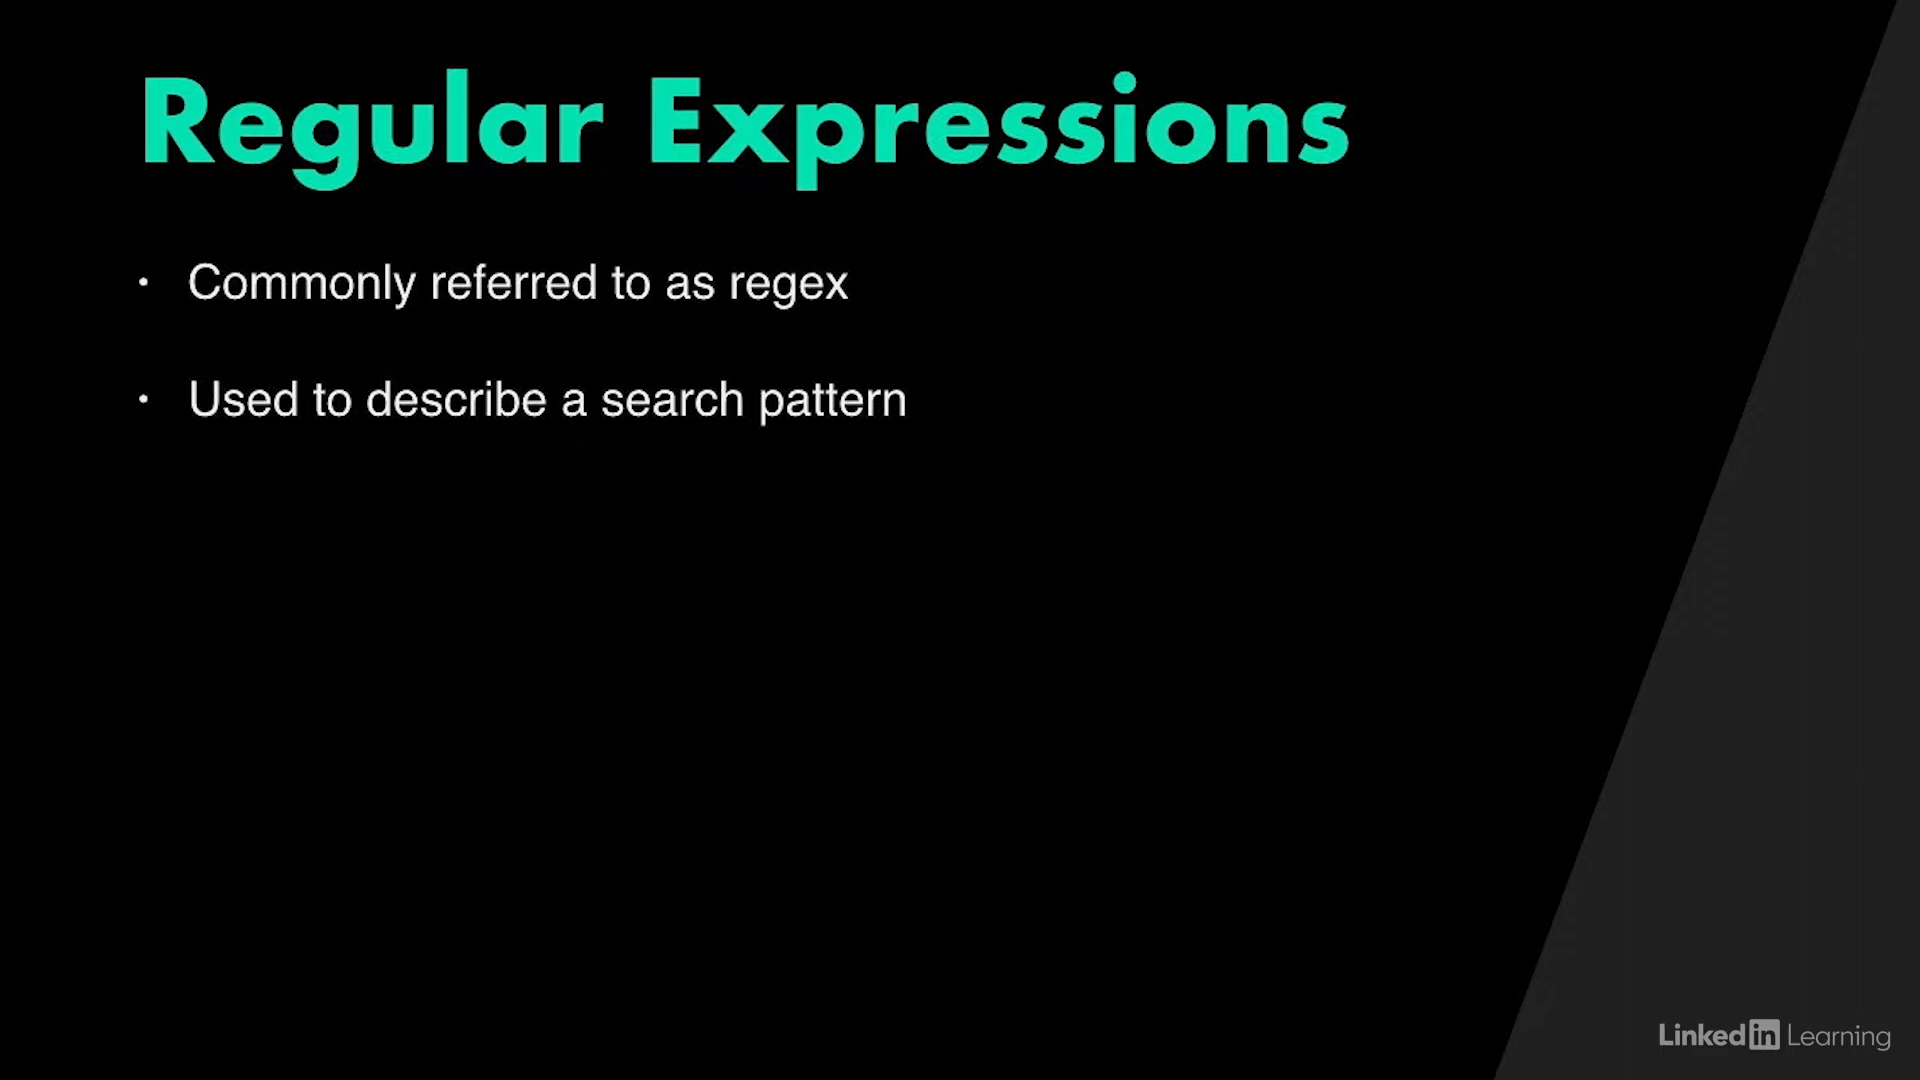 Regular Expressions
• Commonly referred to as regex
• Used to describe a search pattern
Linked in Learning